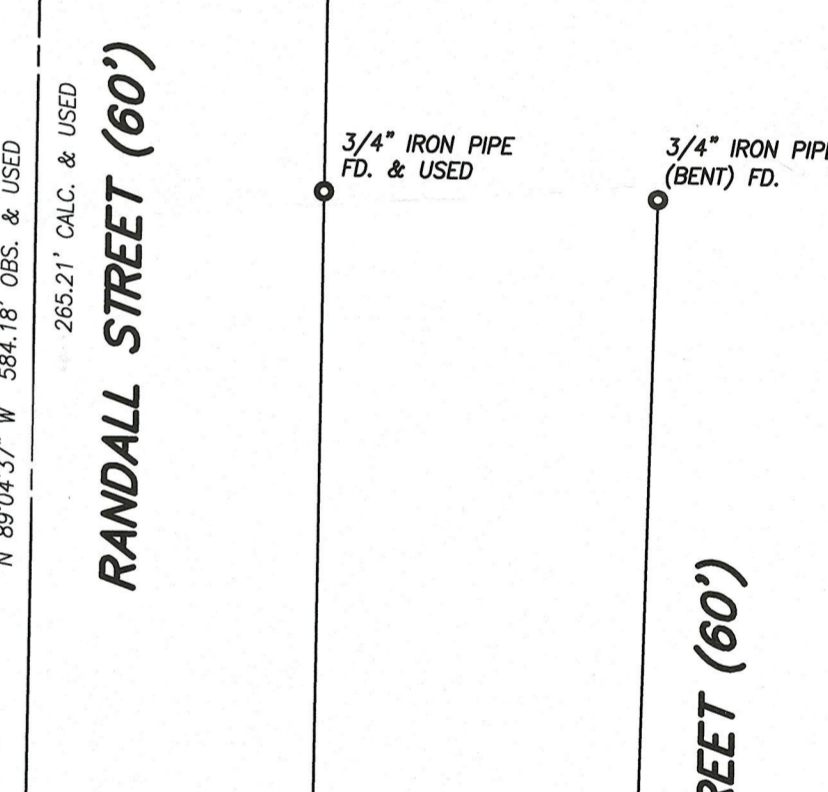 N 89°04'37" W 584.18' OBS. & USED
265.21' CALC. & USED
RANDALL STREET (60')
3/4" IRON PIPE
FD. & USED
3/4" IRON PIPE
(BENT) FD.
REET (60')